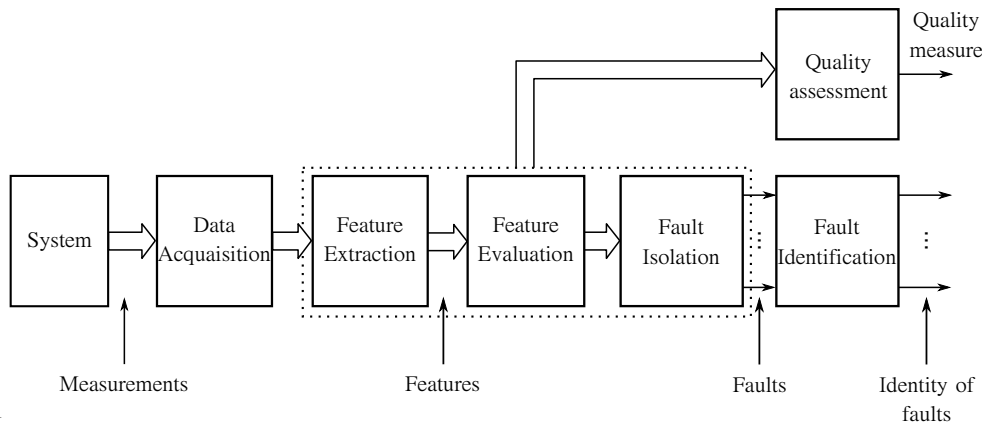 Quality
measure
Quality
assessment
System
Data
Acquaisition
Feature
Extraction
Feature
Evaluation
Fault
Isolation
Fault
Identification
Measurements
Features
Faults
Identity of
faults